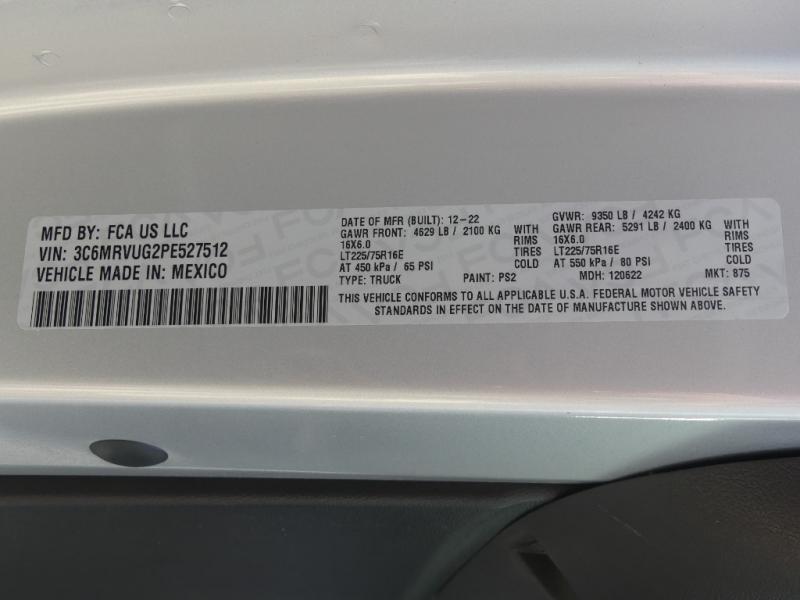 MFD BY: FCA US LLC
VIN: 3C6MRVUG2PE527512
VEHICLE MADE IN: MEXICO
DATE OF MFR (BUILT): 12-22 GVWR: 9350 LB / 4242 KG
GAWR FRONT: 4629 LB / 2100 KG WITH GAWR REAR: 5291 LB / 2400 KG WITH
16X6.0 RIMS 16X6.0 RIMS
LT225/75R16E TIRES LT225/75R16E TIRES
AT 450 kPa / 65 PSI COLD AT 550 kPa / 80 PSI COLD
TYPE: TRUCK PAINT: PS2 MDH: 120622 MKT: 875
THIS VEHICLE CONFORMS TO ALL APPLICABLE U.S.A. FEDERAL MOTOR VEHICLE SAFETY
STANDARDS IN EFFECT ON THE DATE OF MANUFACTURE SHOWN ABOVE.